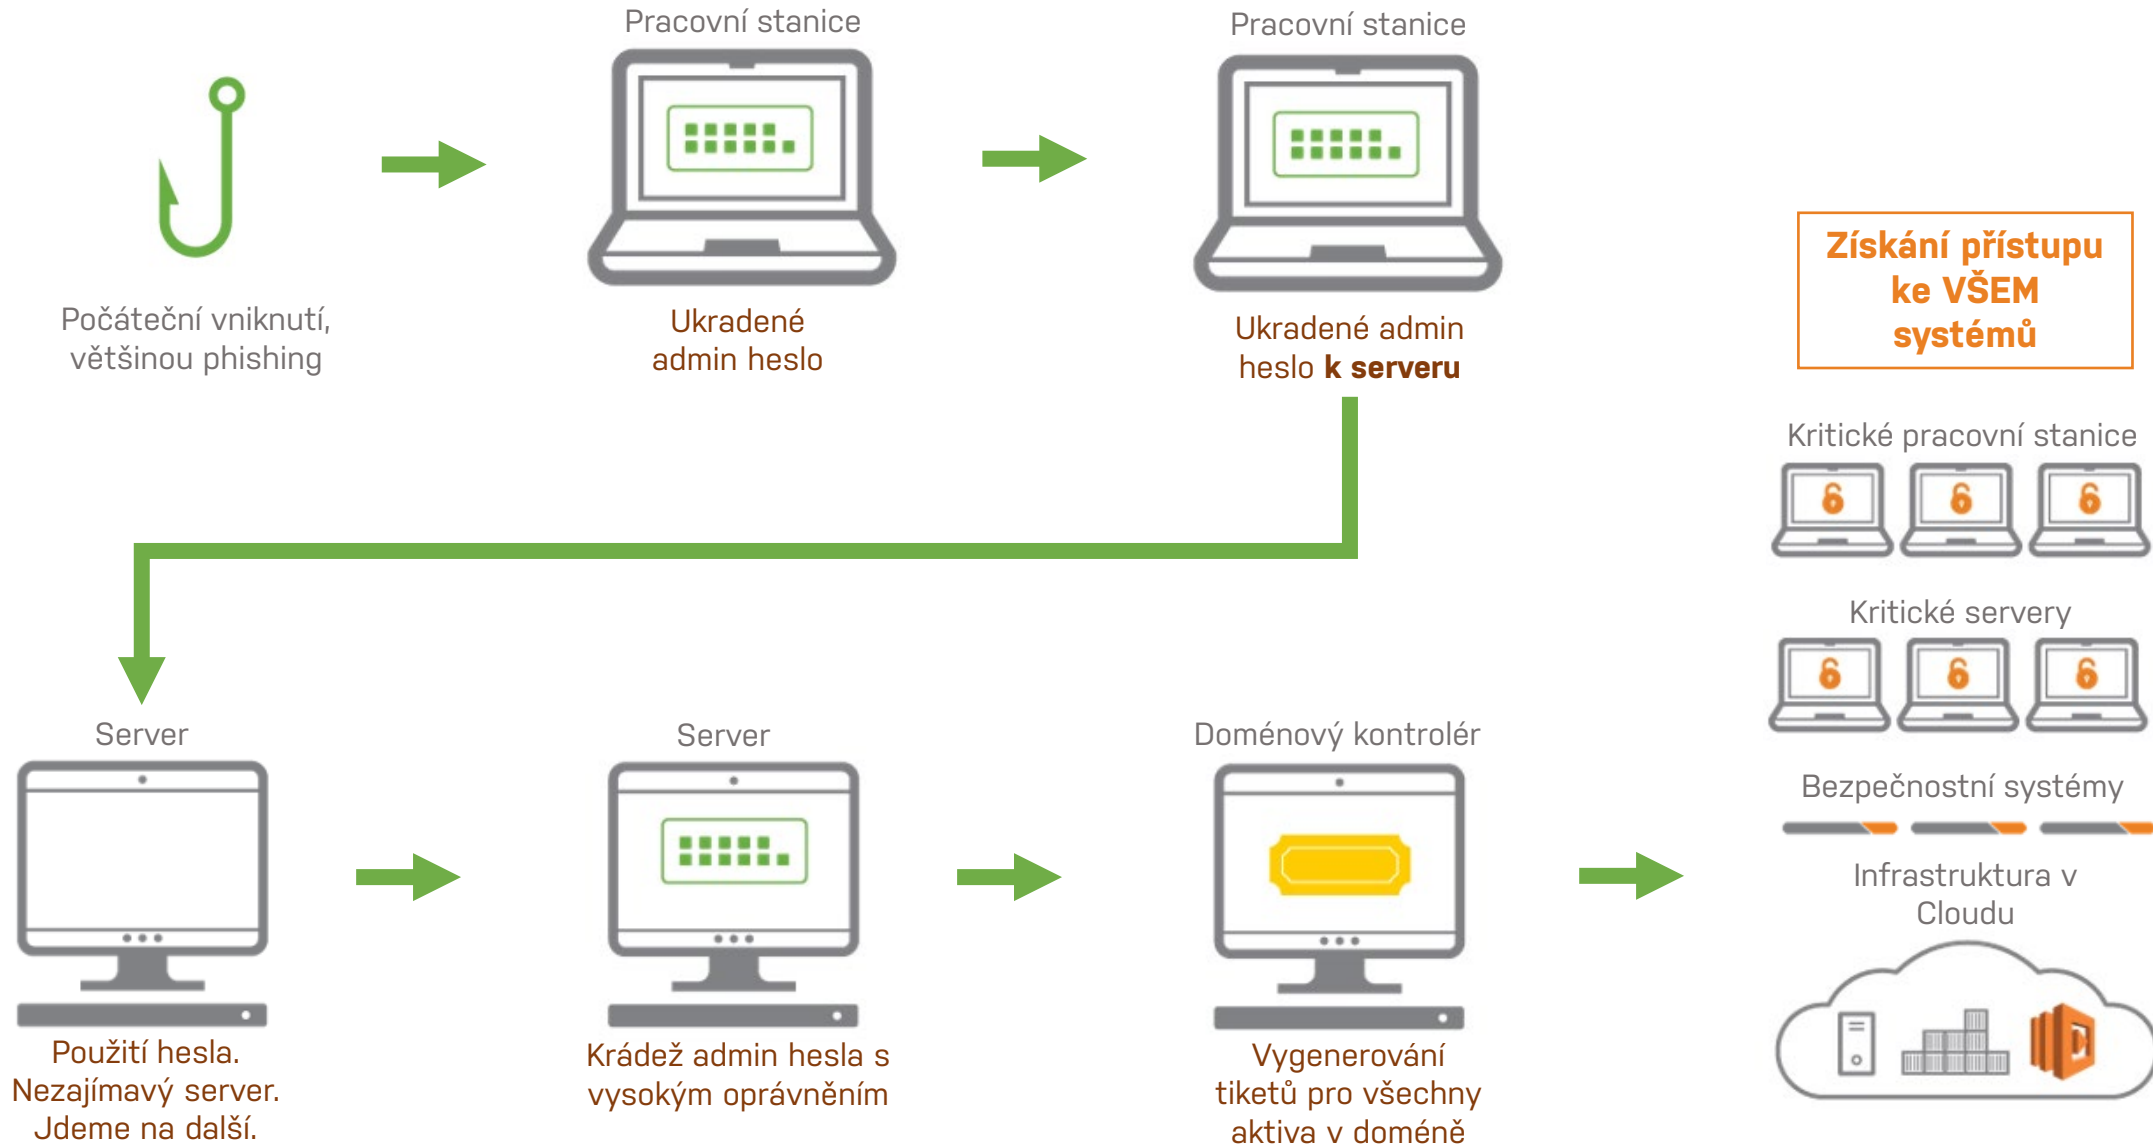 Pracovní stanice
Pracovní stanice
Počáteční vniknutí,
většinou phishing
Ukradené
admin heslo
Ukradené admin
heslo k serveru
Získání přístupu
ke VŠEM
systémů
Kritické pracovní stanice
Kritické servery
Bezpečnostní systémy
Infrastruktura v
Cloudu
Server
Server
Doménový kontrolér
Použití hesla.
Nezajímavý server.
Jdeme na další.
Krádež admin hesla s
vysokým oprávněním
Vygenerování
tiketů pro všechny
aktiva v doméně